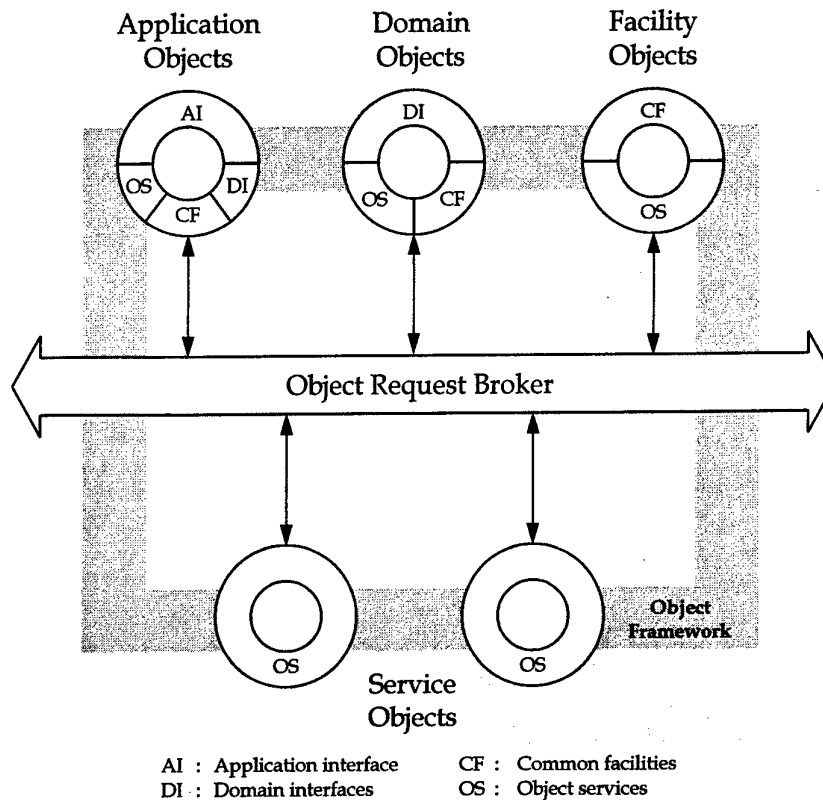 Application Objects
Domain Objects
Facility Objects
AI
OS
DI
CF
DI
OS
CF
CF
OS
Object Request Broker
OS
OS
Object Framework
Service Objects
AI : Application interface
CF : Common facilities
DI : Domain interfaces
OS : Object services